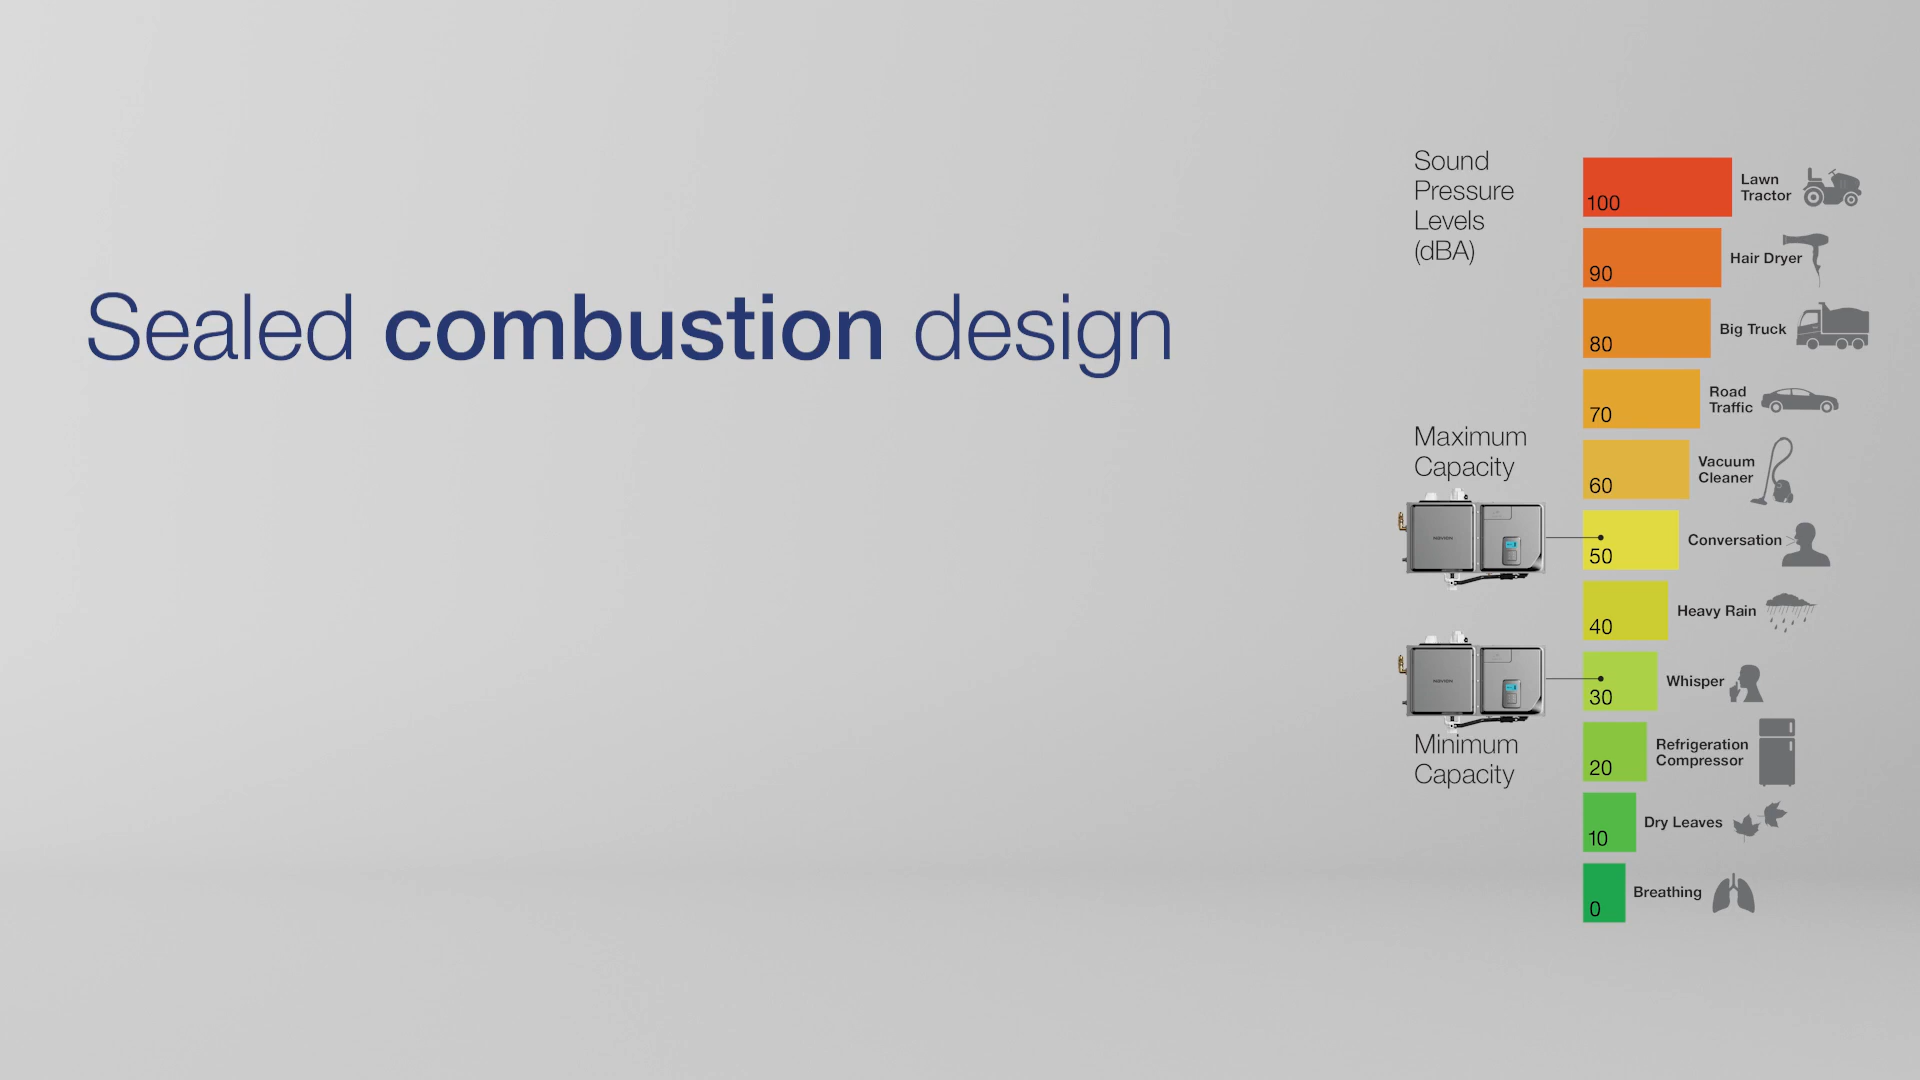 Sealed combustion design
Sound
Pressure
Levels
(dBA)
100
Lawn
Tractor
90
Hair Dryer
80
Big Truck
70
Road
Traffic
Maximum
Capacity
60
Vacuum
Cleaner
50
Conversation
40
Heavy Rain
30
Whisper
Minimum
Capacity
20
Refrigeration
Compressor
10
Dry Leaves
0
Breathing